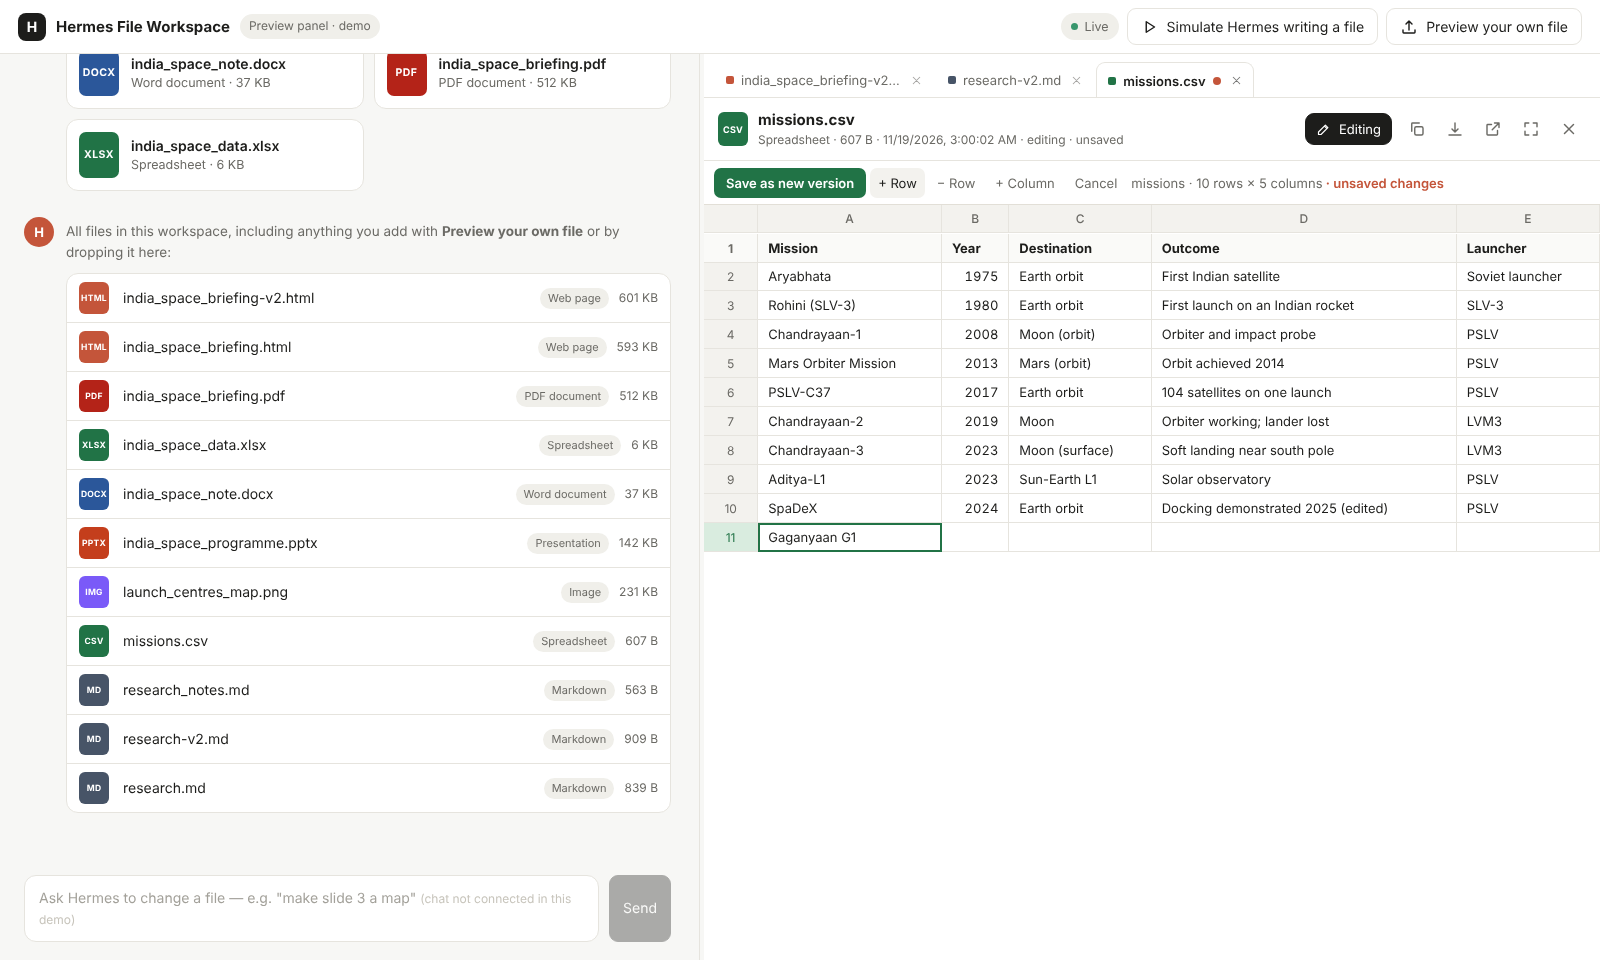 H Hermes File Workspace Preview panel · demo Live Simulate Hermes writing a file Preview your own file
DOCX india_space_note.docx
Word document · 37 KB
PDF india_space_briefing.pdf
PDF document · 512 KB
XLSX india_space_data.xlsx
Spreadsheet · 6 KB
H All files in this workspace, including anything you add with Preview your own file or by
dropping it here:
HTML india_space_briefing-v2.html Web page 601 KB
HTML india_space_briefing.html Web page 593 KB
PDF india_space_briefing.pdf PDF document 512 KB
XLSX india_space_data.xlsx Spreadsheet 6 KB
DOCX india_space_note.docx Word document 37 KB
PPTX india_space_programme.pptx Presentation 142 KB
IMG launch_centres_map.png Image 231 KB
CSV missions.csv Spreadsheet 607 B
MD research_notes.md Markdown 563 B
MD research-v2.md Markdown 909 B
MD research.md Markdown 839 B
Ask Hermes to change a file — e.g. "make slide 3 a map" (chat not connected in this
demo)
Send
india_space_briefing-v2... research-v2.md missions.csv
CSV missions.csv
Spreadsheet · 607 B · 11/19/2026, 3:00:02 AM · editing · unsaved
Editing
Save as new version + Row − Row + Column Cancel missions · 10 rows × 5 columns · unsaved changes
A B C D E
1 Mission Year Destination Outcome Launcher
2 Aryabhata 1975 Earth orbit First Indian satellite Soviet launcher
3 Rohini (SLV-3) 1980 Earth orbit First launch on an Indian rocket SLV-3
4 Chandrayaan-1 2008 Moon (orbit) Orbiter and impact probe PSLV
5 Mars Orbiter Mission 2013 Mars (orbit) Orbit achieved 2014 PSLV
6 PSLV-C37 2017 Earth orbit 104 satellites on one launch PSLV
7 Chandrayaan-2 2019 Moon Orbiter working; lander lost LVM3
8 Chandrayaan-3 2023 Moon (surface) Soft landing near south pole LVM3
9 Aditya-L1 2023 Sun-Earth L1 Solar observatory PSLV
10 SpaDeX 2024 Earth orbit Docking demonstrated 2025 (edited) PSLV
11 Gaganyaan G1